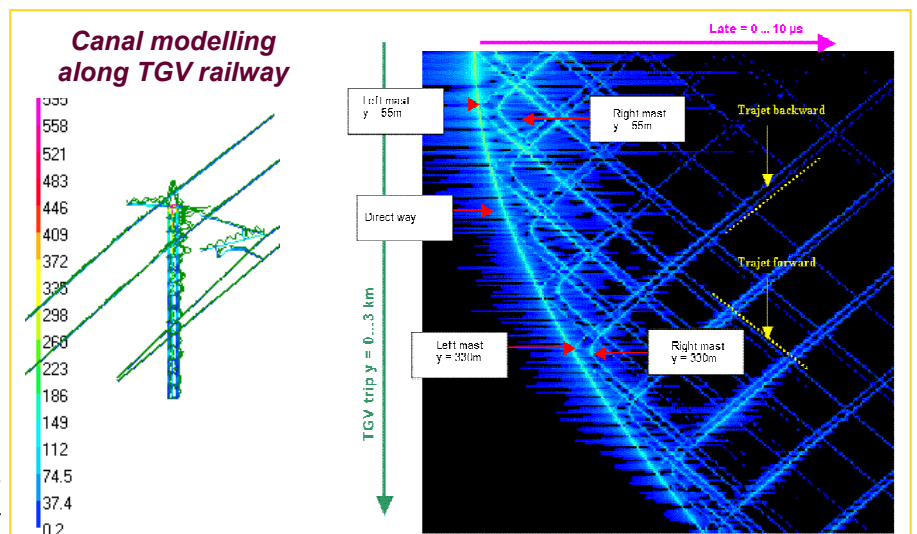 Canal modelling
along TGV railway
558
521
483
446
409
372
335
298
260
223
186
149
112
74.5
37.4
0.2
Late = 0 ... 10 µs
TGV trip y = 0...3 km
Left mast
y 55m
Right mast
y 55m
Trajet backward
Direct way
Trajet forward
Left mast
y = 330m
Right mast
y = 330m